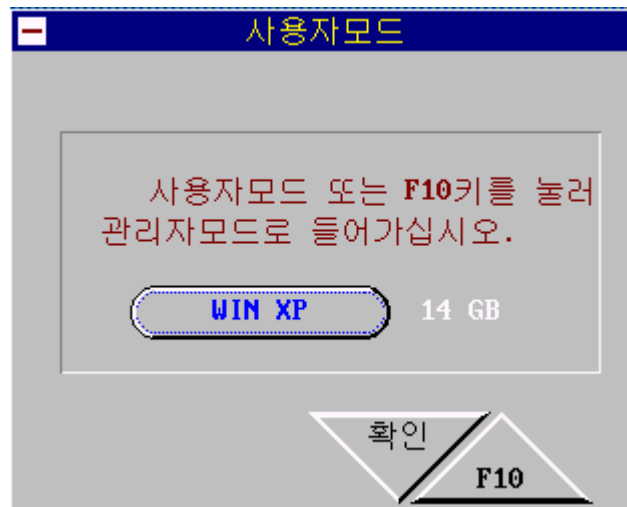 사용자모드
사용자모드 또는 F10키를 눌러
관리자모드로 들어가십시오.
WIN XP 14 GB
확인
F10